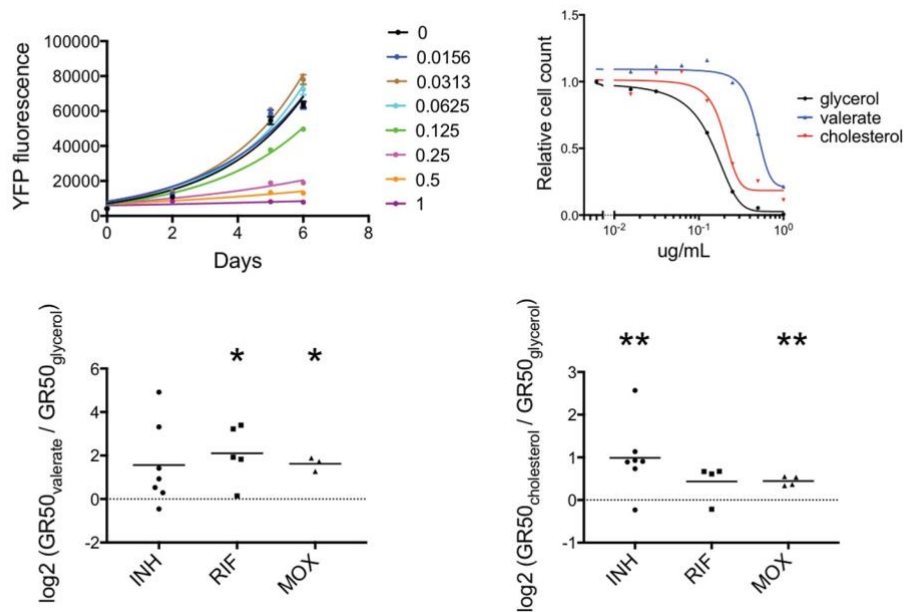 YFP fluorescence
100000
80000
60000
40000
20000
0
0 2 4 6 8
Days
0
0.0156
0.0313
0.0625
0.125
0.25
0.5
1
Relative cell count
1.5
1.0
0.5
0.0
10-2 10-1 100
ug/mL
glycerol
valerate
cholesterol
log2 (GR50valerate / GR50glycerol)
6
4
2
0
-2
* *
INH RIF MOX
log2 (GR50cholesterol / GR50glycerol)
3
2
1
0
-1
** **
INH RIF MOX